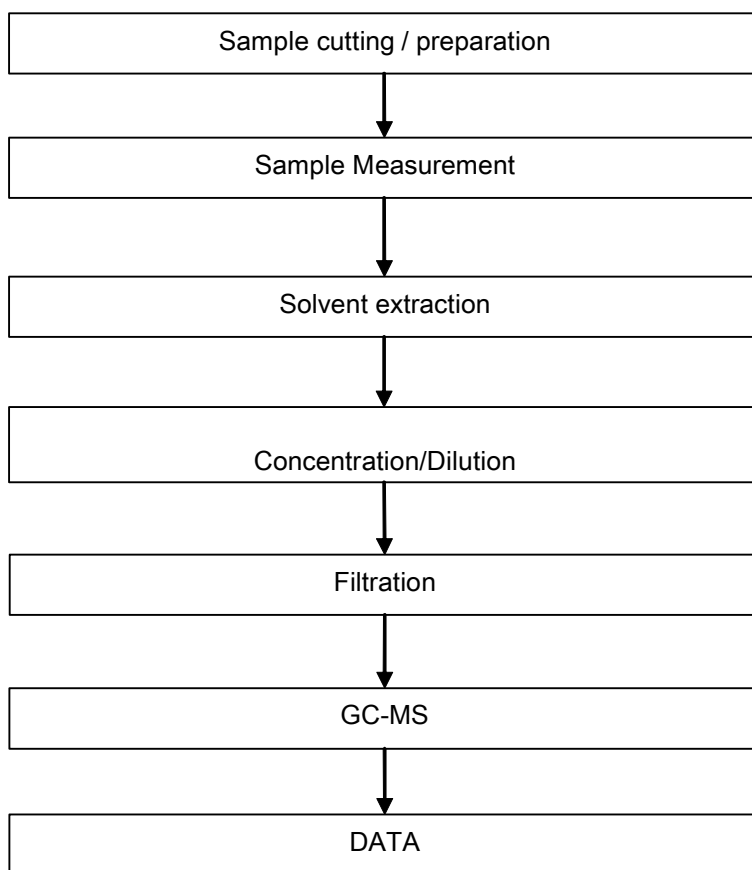 Sample cutting / preparation
Sample Measurement
Solvent extraction
Concentration/Dilution
Filtration
GC-MS
DATA